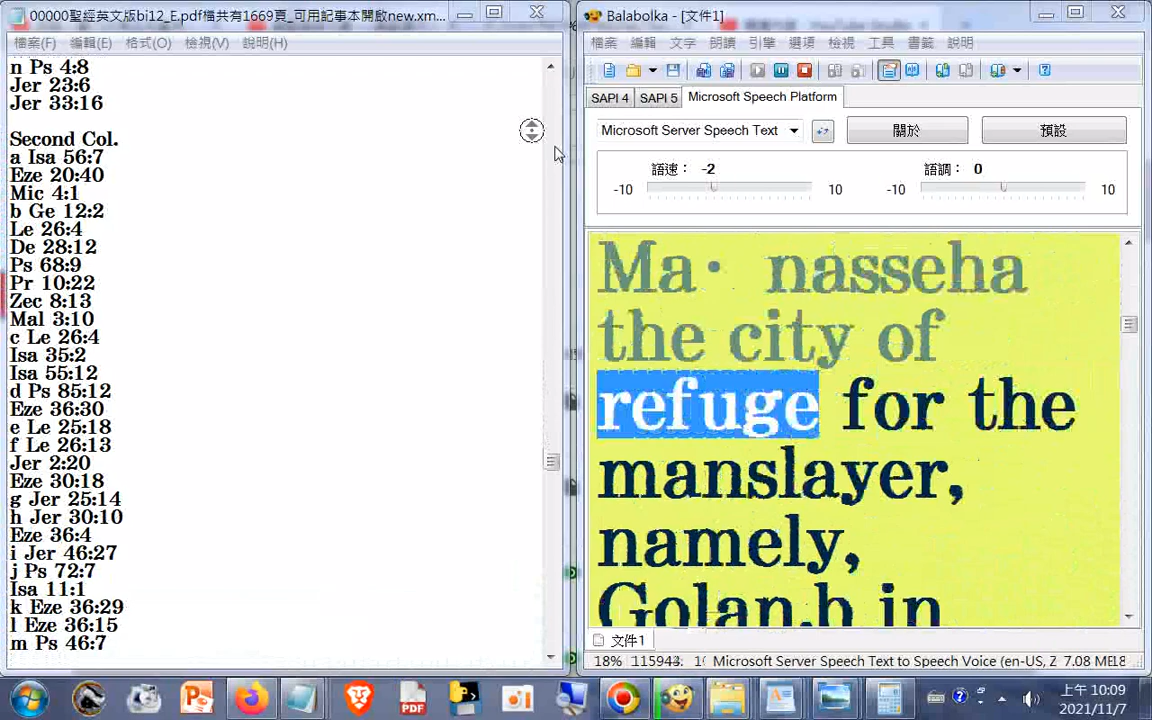 00000聖經英文版bi12_E.pdf檔共有1669頁_可用記事本開啟new.xm...
檔案(F) 編輯(E) 格式(O) 檢視(V) 說明(H)
n Ps 4:8
Jer 23:6
Jer 33:16
Second Col.
a Isa 56:7
Eze 20:40
Mic 4:1
b Ge 12:2
Le 26:4
De 28:12
Ps 68:9
Pr 10:22
Zec 8:13
Mal 3:10
c Le 26:4
Isa 35:2
Isa 55:12
d Ps 85:12
Eze 36:30
e Le 25:18
f Le 26:13
Jer 2:20
Eze 30:18
g Jer 25:14
h Jer 30:10
Eze 36:4
i Jer 46:27
j Ps 72:7
Isa 11:1
k Eze 36:29
l Eze 36:15
m Ps 46:7
Balabolka - [文件1]
檔案 編輯 文字 朗讀 引擎 選項 檢視 工具 書籤 說明
SAPI 4 SAPI 5 Microsoft Speech Platform
Microsoft Server Speech Text 關於 預設
語速： -2 語調： 0
-10 10 -10 10
Ma· nasseha
the city of
refuge for the
manslayer,
namely,
Golan,b in
文件1
18% Microsoft Server Speech Text to Speech Voice (en-US, Z 7.08 МБ
PDF
上午 10:09
2021/11/7